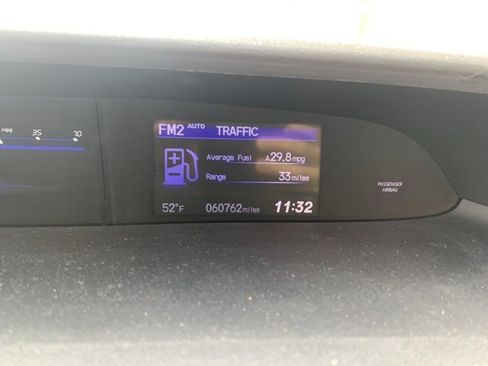 mpg 35 70
FM2 AUTO TRAFFIC
Average Fuel A29.8mpg
Range 33miles
52°F 060762miles 11:32
PASSENGER
AIRBAG